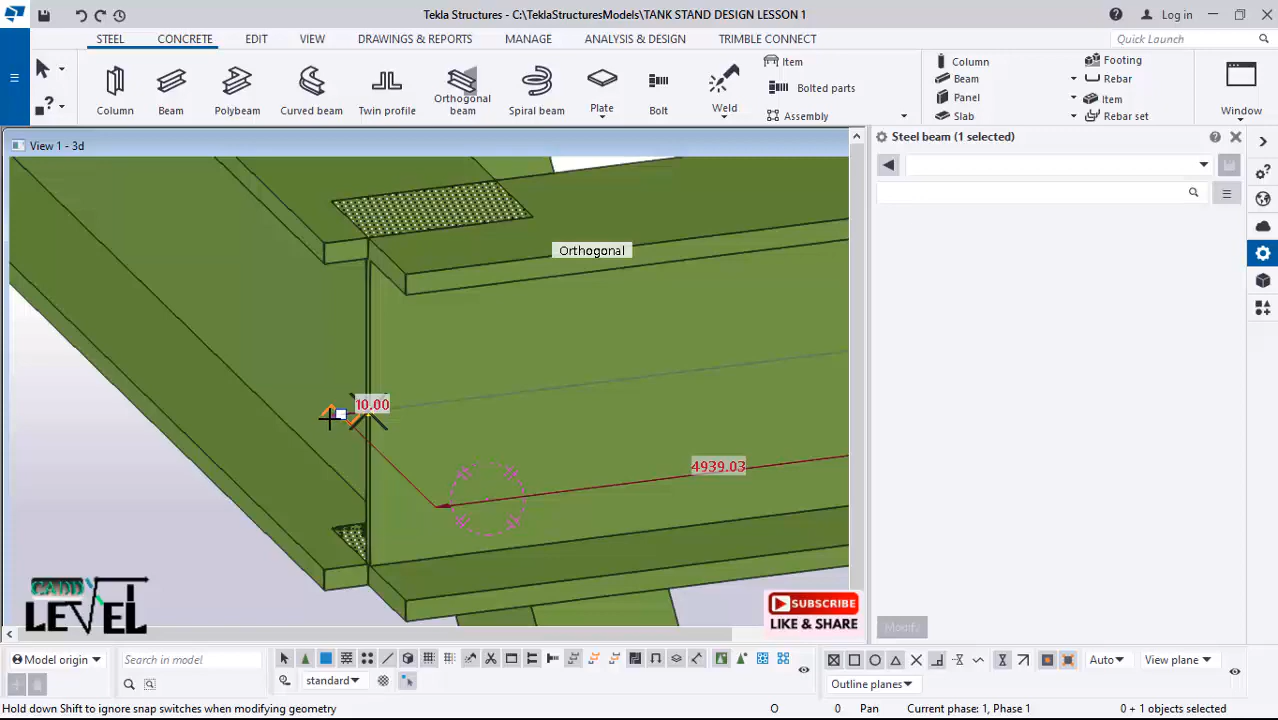 Tekla Structures - C:\TeklaStructuresModels\TANK STAND DESIGN LESSON 1
Log in
STEEL
CONCRETE
EDIT
VIEW
DRAWINGS & REPORTS
MANAGE
ANALYSIS & DESIGN
TRIMBLE CONNECT
Quick Launch
Column
Beam
Polybeam
Curved beam
Twin profile
Orthogonal
beam
Spiral beam
Plate
Bolt
Weld
Item
Bolted parts
Assembly
Column
Beam
Panel
Slab
Footing
Rebar
Item
Rebar set
Window
View 1 - 3d
Steel beam (1 selected)
Orthogonal
10.00
4939.03
CADD
LEVEL
SUBSCRIBE
LIKE & SHARE
Modify
Model origin
Search in model
standard
Auto
View plane
Outline planes
Hold down Shift to ignore snap switches when modifying geometry
O
0
Pan
Current phase: 1, Phase 1
0 + 1 objects selected